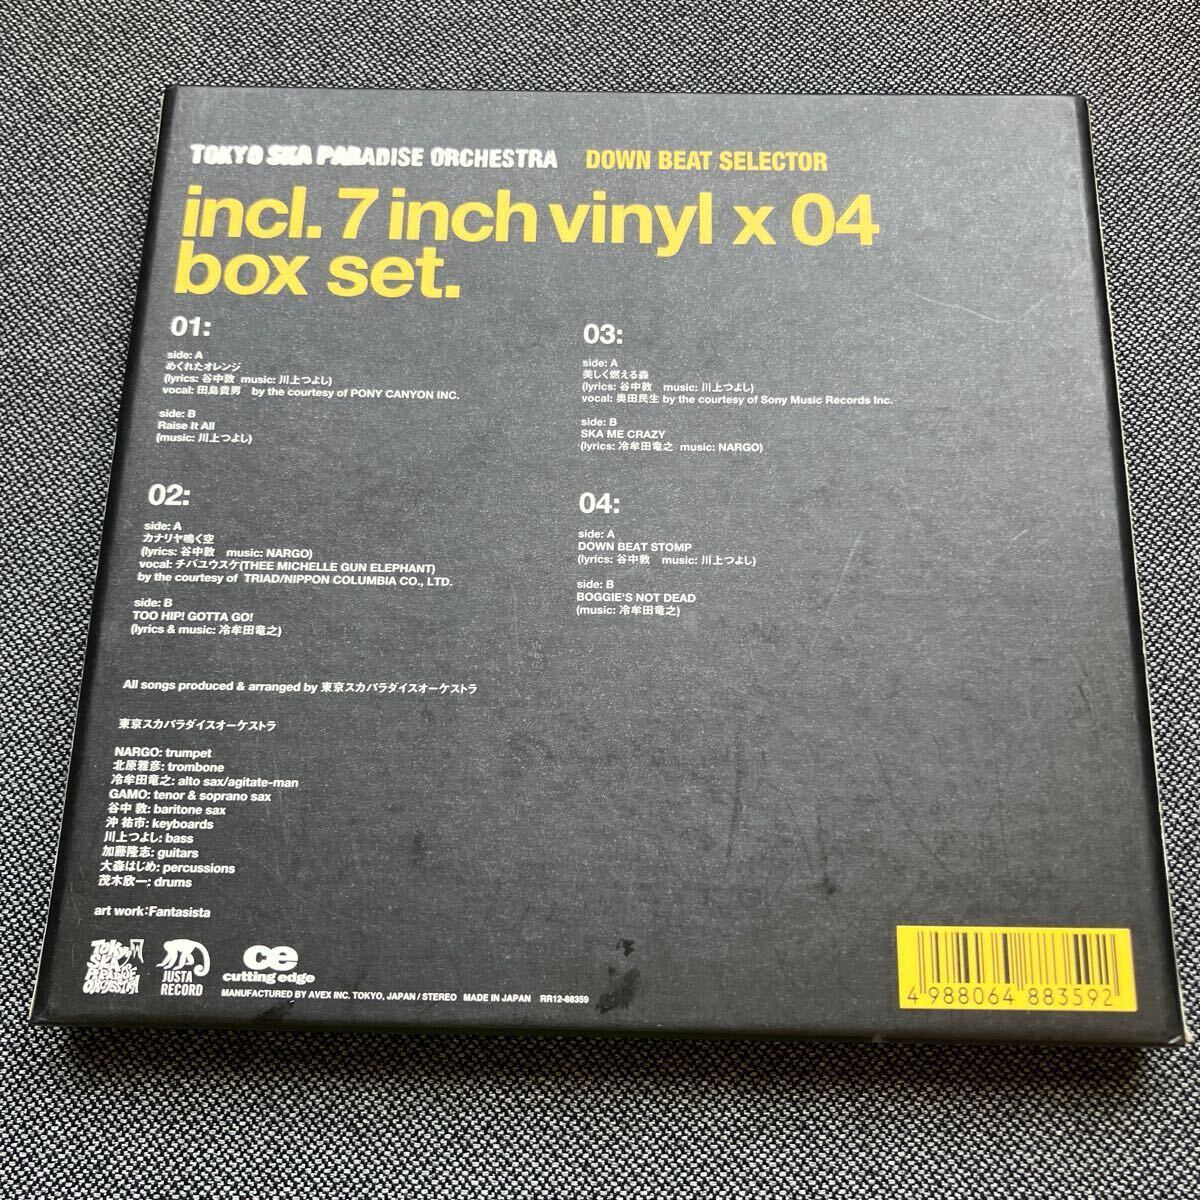 TOKYO SKA PARADISE ORCHESTRA DOWN BEAT SELECTOR
incl. 7 inch vinyl x 04
box set.
01:
side: A
めくれたオレンジ
(lyrics: 谷中敦 music: 川上つよし)
vocal: 田島貴男 by the courtesy of PONY CANYON INC.
side: B
Raise It All
(music: 川上つよし)
02:
side: A
カナリヤ鳴く空
(lyrics: 谷中敦 music: NARGO)
vocal: チバユウスケ(THEE MICHELLE GUN ELEPHANT)
by the courtesy of TRIAD/NIPPON COLUMBIA CO., LTD.
side: B
TOO HIP! GOTTA GO!
(lyrics & music: 冷牟田竜之)
03:
side: A
美しく燃える森
(lyrics: 谷中敦 music: 川上つよし)
vocal: 奥田民生 by the courtesy of Sony Music Records Inc.
side: B
SKA ME CRAZY
(lyrics: 冷牟田竜之 music: NARGO)
04:
side: A
DOWN BEAT STOMP
(lyrics: 谷中敦 music: 川上つよし)
side: B
BOGGIE'S NOT DEAD
(music: 冷牟田竜之)
All songs produced & arranged by 東京スカパラダイスオーケストラ
東京スカパラダイスオーケストラ
NARGO: trumpet
北原雅彦: trombone
冷牟田竜之: alto sax/agitate-man
GAMO: tenor & soprano sax
谷中 敦: baritone sax
沖 祐市: keyboards
川上つよし: bass
加藤隆志: guitars
大森はじめ: percussions
茂木欣一: drums
art work:Fantasista
TOKYO SKA PARADISE ORCHESTRA
JUSTA RECORD
ce
cutting edge
MANUFACTURED BY AVEX INC. TOKYO, JAPAN / STEREO MADE IN JAPAN RR12-88359
4 988064 883592